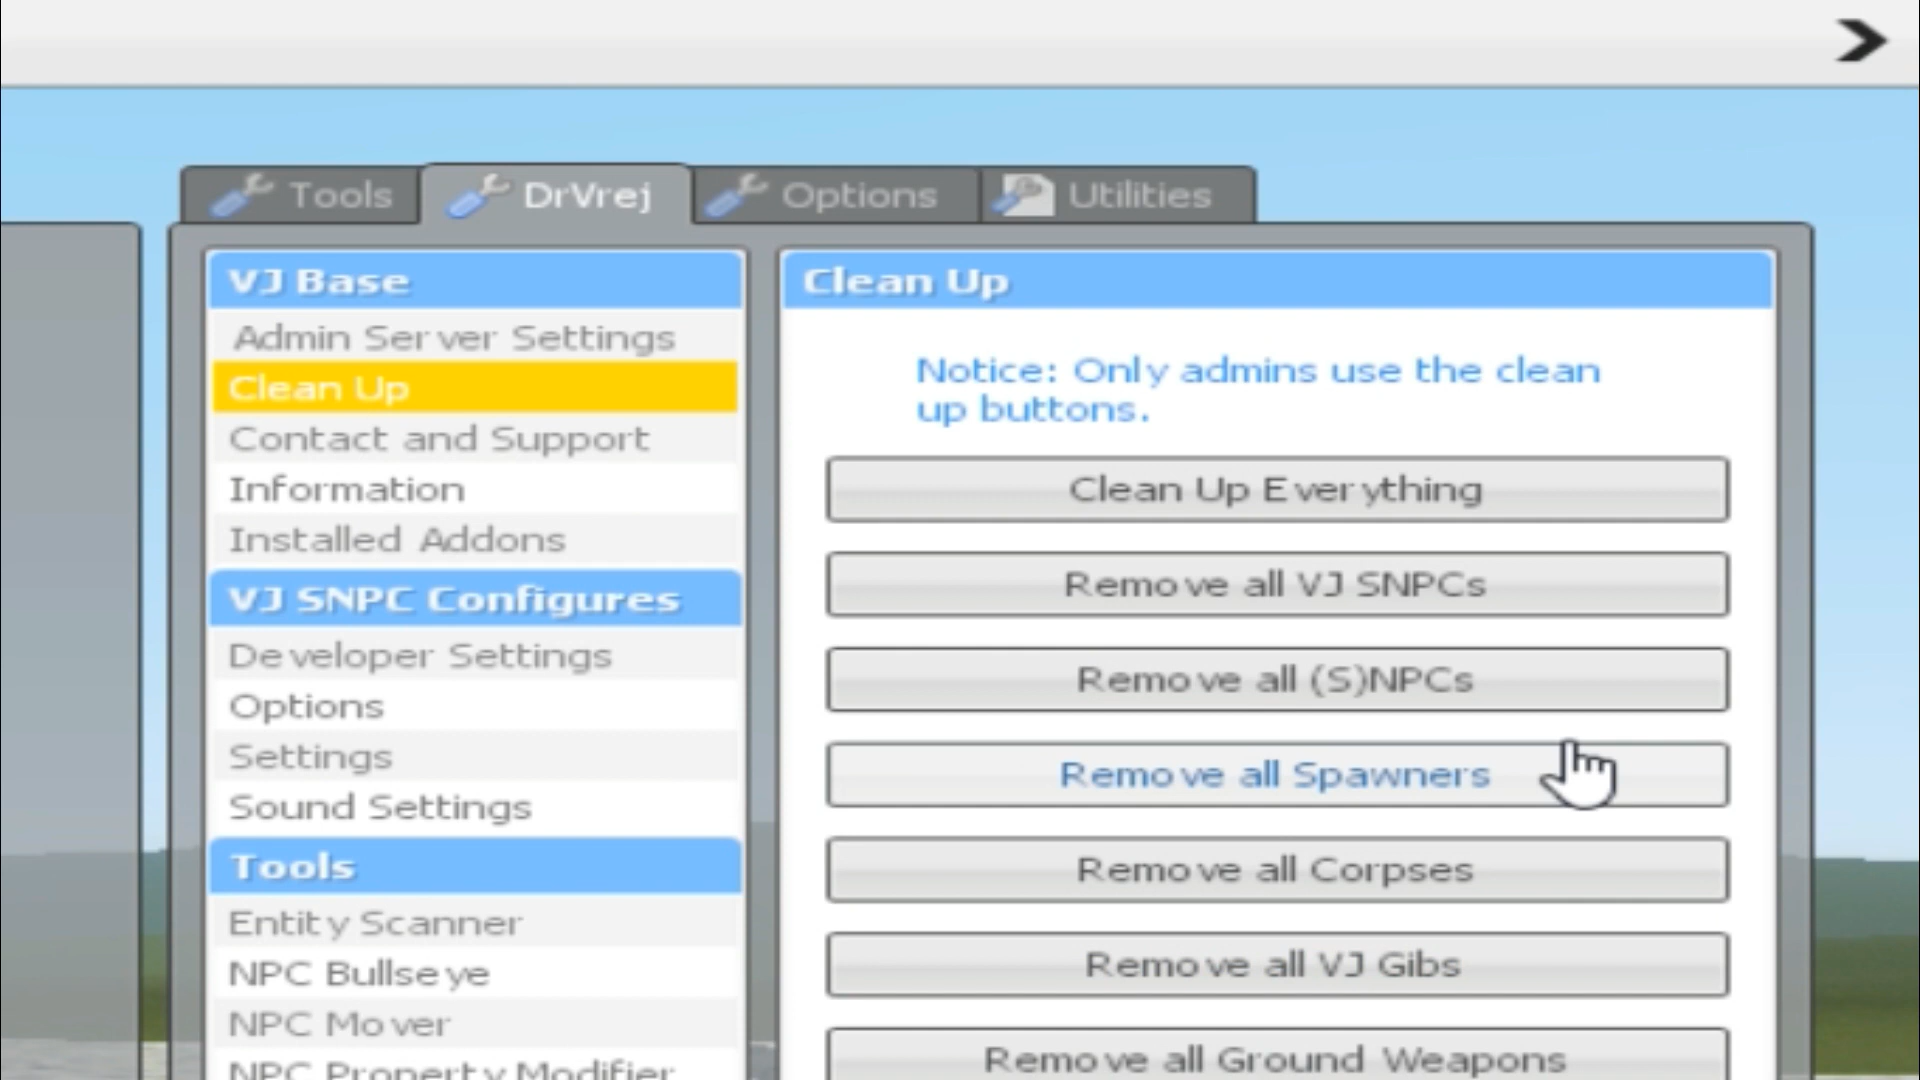 Tools
DrVrej
Options
Utilities
VJ Base
Admin Server Settings
Clean Up
Contact and Support
Information
Installed Addons
VJ SNPC Configures
Developer Settings
Options
Settings
Sound Settings
Tools
Entity Scanner
NPC Bullseye
NPC Mover
NPC Property Modifier
Clean Up
Notice: Only admins use the clean
up buttons.
Clean Up Everything
Remove all VJ SNPCs
Remove all (S)NPCs
Remove all Spawners
Remove all Corpses
Remove all VJ Gibs
Remove all Ground Weapons